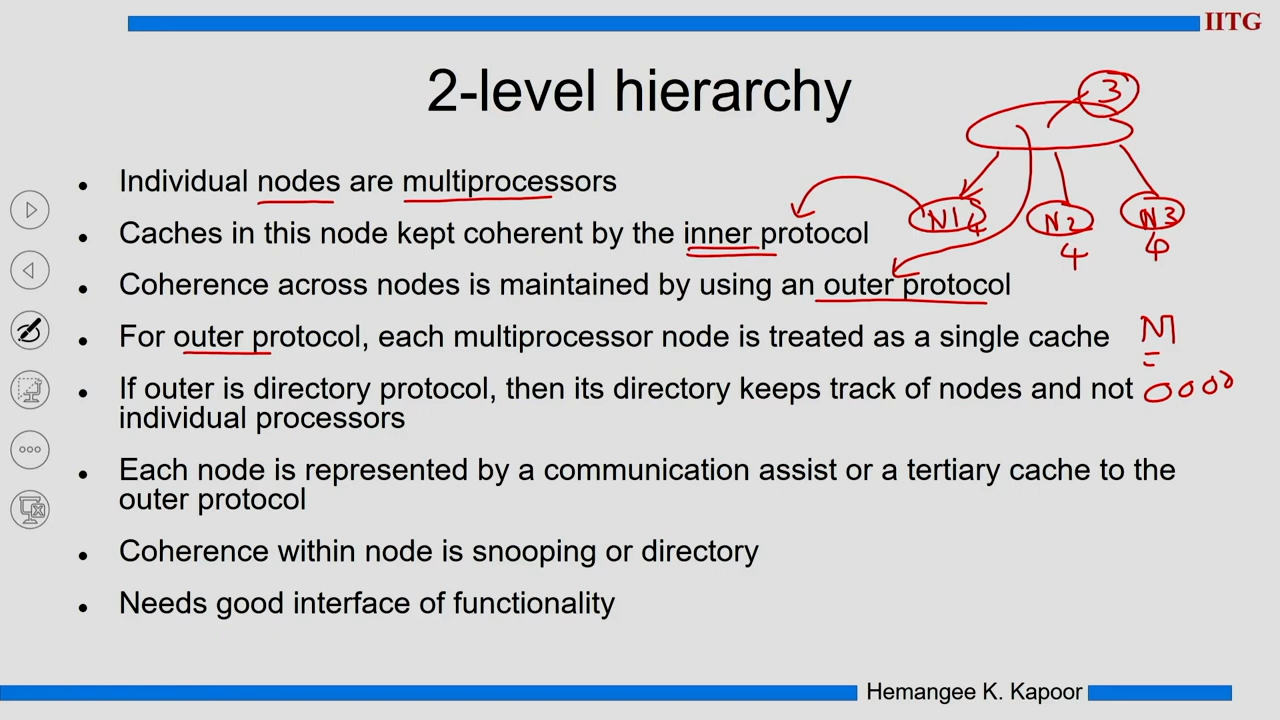 IITG
2-level hierarchy
3
• Individual nodes are multiprocessors
N1 4 N2 N3
• Caches in this node kept coherent by the inner protocol
4 4
• Coherence across nodes is maintained by using an outer protocol
• For outer protocol, each multiprocessor node is treated as a single cache
N
• If outer is directory protocol, then its directory keeps track of nodes and not
individual processors
• Each node is represented by a communication assist or a tertiary cache to the
outer protocol
• Coherence within node is snooping or directory
• Needs good interface of functionality
Hemangee K. Kapoor